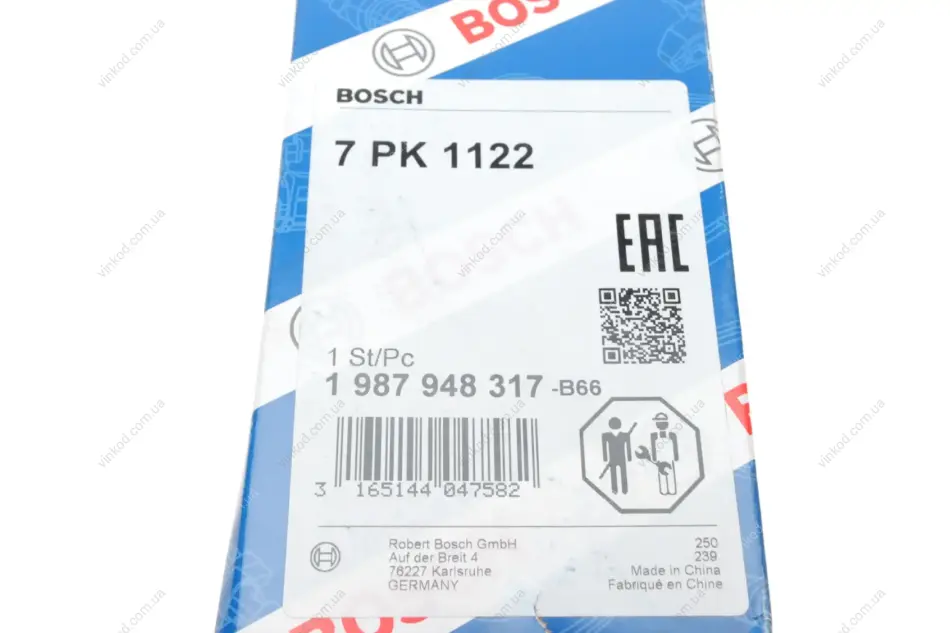 BOSCH
BOSCH
7 PK 1122
BOSCH
EAC
1 St/Pc
1 987 948 317 -B66
3 165144 047582
Robert Bosch GmbH
Auf der Breit 4
76227 Karlsruhe
GERMANY
250
239
Made in China
Fabriqué en Chine
BOSCH
vinkod.com.ua